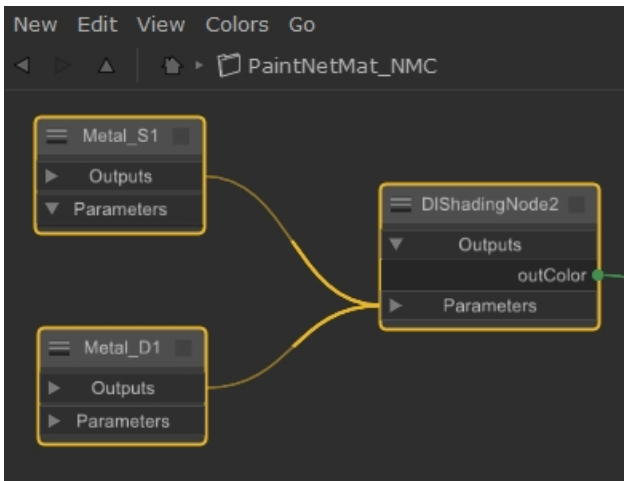 New Edit View Colors Go
PaintNetMat_NMC
Metal_S1
Outputs
Parameters
DlShadingNode2
Outputs
outColor
Parameters
Metal_D1
Outputs
Parameters